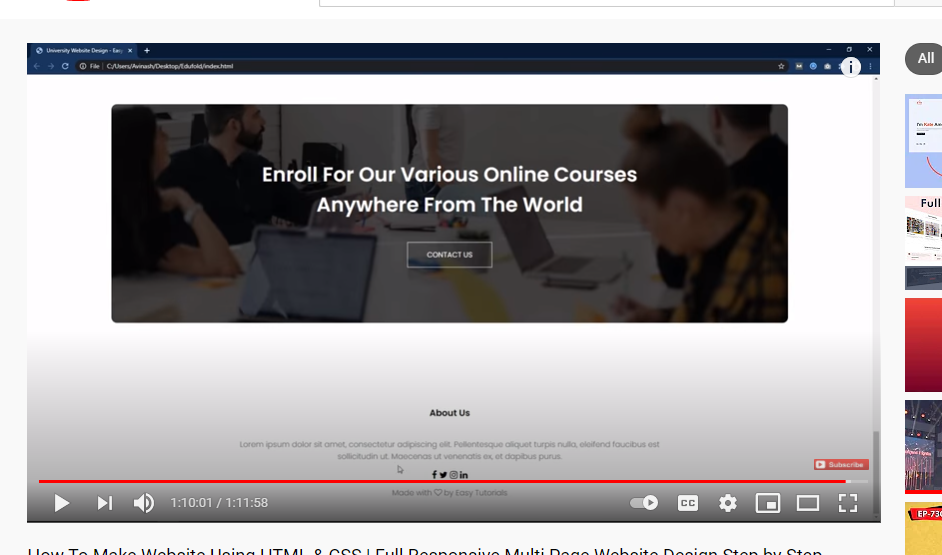 University Website Design - Eas
File | C:/Users/Avinash/Desktop/Edufold/index.html
All
Enroll For Our Various Online Courses
Anywhere From The World
CONTACT US
About Us
Lorem ipsum dolor sit amet, consectetur adipiscing elit. Pellentesque aliquet turpis nulla, eleifend faucibus est
sollicitudin ut. Maecenas ut venenatis ex, et dapibus purus.
Subscribe
Made with ♡ by Easy Tutorials
1:10:01 / 1:11:58
CC
How To Make Website Using HTML & CSS | Full Responsive Multi Page Website Design Step by Step
I'm Kate
Full
EP-730